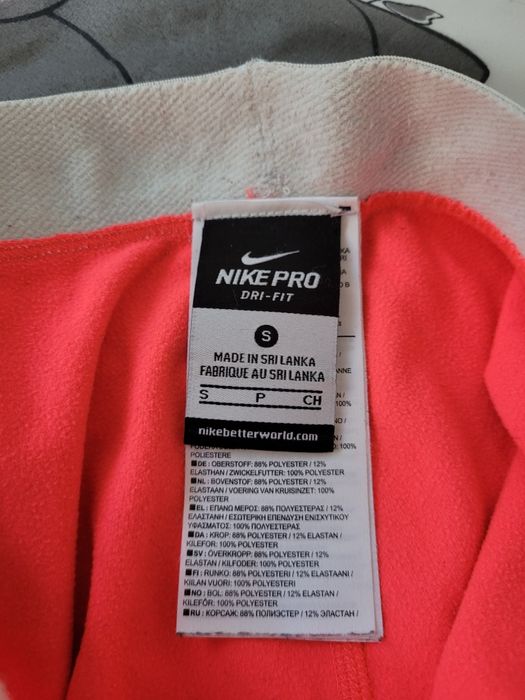 NIKE PRO
DRI-FIT
S
MADE IN SRI LANKA
FABRIQUE AU SRI LANKA
S P CH
nikebetterworld.com
POLIESTERE
DE: OBERSTOFF: 88% POLYESTER / 12%
ELASTHAN / ZWICKELFUTTER: 100% POLYESTER
NL: BOVENSTOF: 88% POLYESTER / 12%
ELASTAAN / VOERING VAN KRUISINZET: 100%
POLYESTER
EL: ΕΠΑΝΩ ΜΕΡΟΣ: 88% ΠΟΛΥΕΣΤΕΡΑΣ / 12%
ΕΛΑΣΤΑΝΗ / ΕΣΩΤΕΡΙΚΗ ΕΠΕΝΔΥΣΗ ΕΝΙΣΧΥΤΙΚΟΥ
ΥΦΑΣΜΑΤΟΣ: 100% ΠΟΛΥΕΣΤΕΡΑΣ
DA: KROP: 88% POLYESTER / 12% ELASTAN /
KILEFOR: 100% POLYESTER
SV: ÖVERKROPP: 88% POLYESTER / 12%
ELASTAN / KILFODER: 100% POLYESTER
FI: RUNKO: 88% POLYESTERI / 12% ELASTAANI /
KIILAN VUORI: 100% POLYESTERI
NO: BOL: 88% POLYESTER / 12% ELASTAN /
KILEFÔR: 100% POLYESTER
RU: КОРСАЖ: 88% ПОЛИЭСТЕР / 12% ЭЛАСТАН /